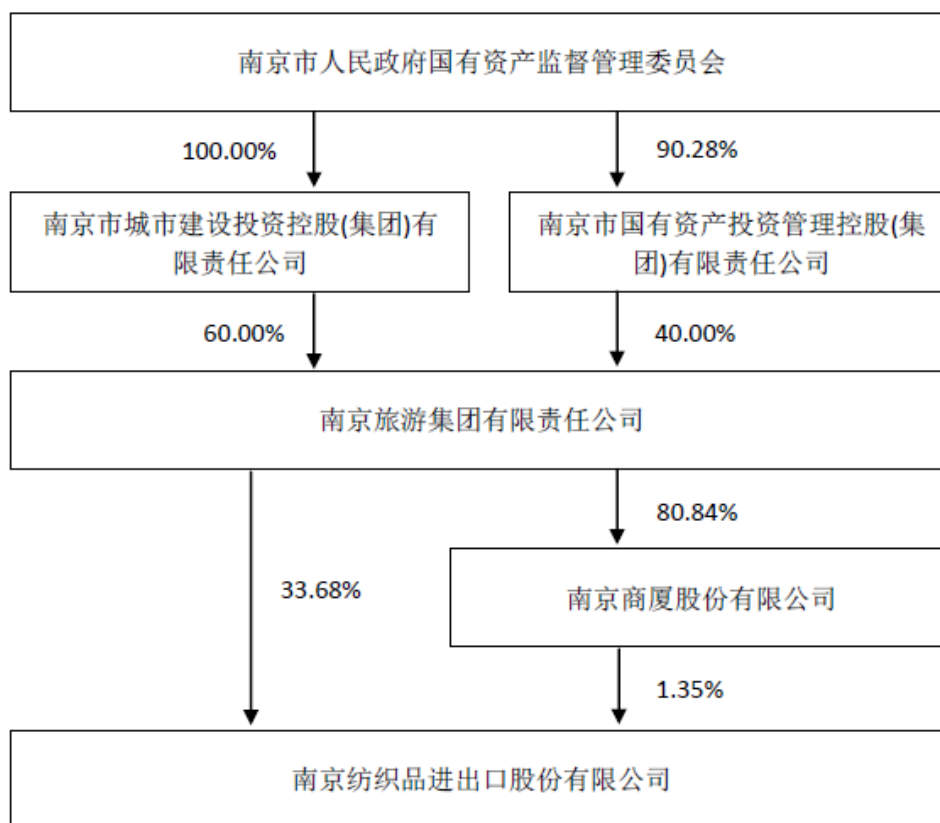 南京市人民政府国有资产监督管理委员会
100.00%
90.28%
南京市城市建设投资控股(集团)有
限责任公司
南京市国有资产投资管理控股(集
团)有限责任公司
60.00%
40.00%
南京旅游集团有限责任公司
80.84%
33.68%
南京商厦股份有限公司
1.35%
南京纺织品进出口股份有限公司